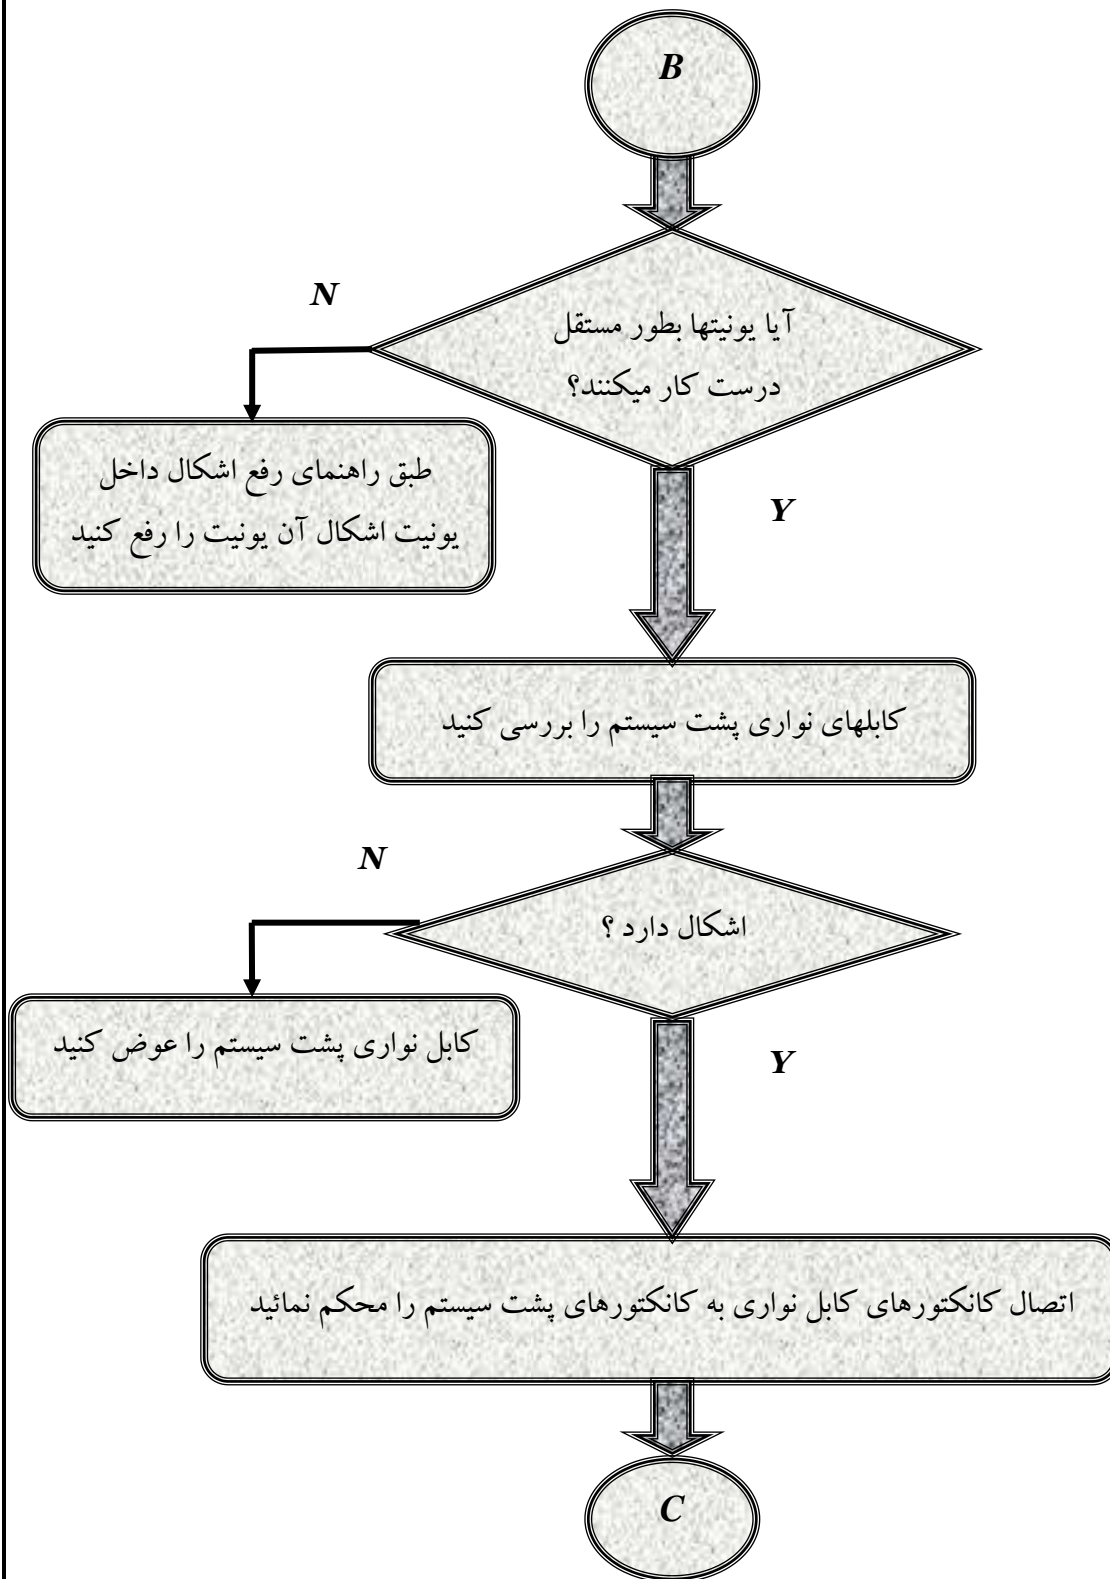 B
N
آیا یونیتها بطور مستقل
درست کار میکنند؟
طبق راهنمای رفع اشکال داخل
یونیت اشکال آن یونیت را رفع کنید
Y
کابلهای نواری پشت سیستم را بررسی کنید
N
اشکال دارد ؟
کابل نواری پشت سیستم را عوض کنید
Y
اتصال کانکتورهای کابل نواری به کانکتورهای پشت سیستم را محکم نمائید
C